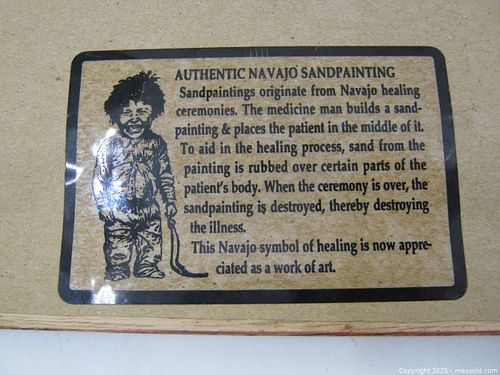 AUTHENTIC NAVAJO SANDPAINTING
Sandpaintings originate from Navajo healing
ceremonies. The medicine man builds a sand-
painting & places the patient in the middle of it.
To aid in the healing process, sand from the
painting is rubbed over certain parts of the
patient's body. When the ceremony is over, the
sandpainting is destroyed, thereby destroying
the illness.
This Navajo symbol of healing is now appre-
ciated as a work of art.
Copyright 2025 - maxsold.com